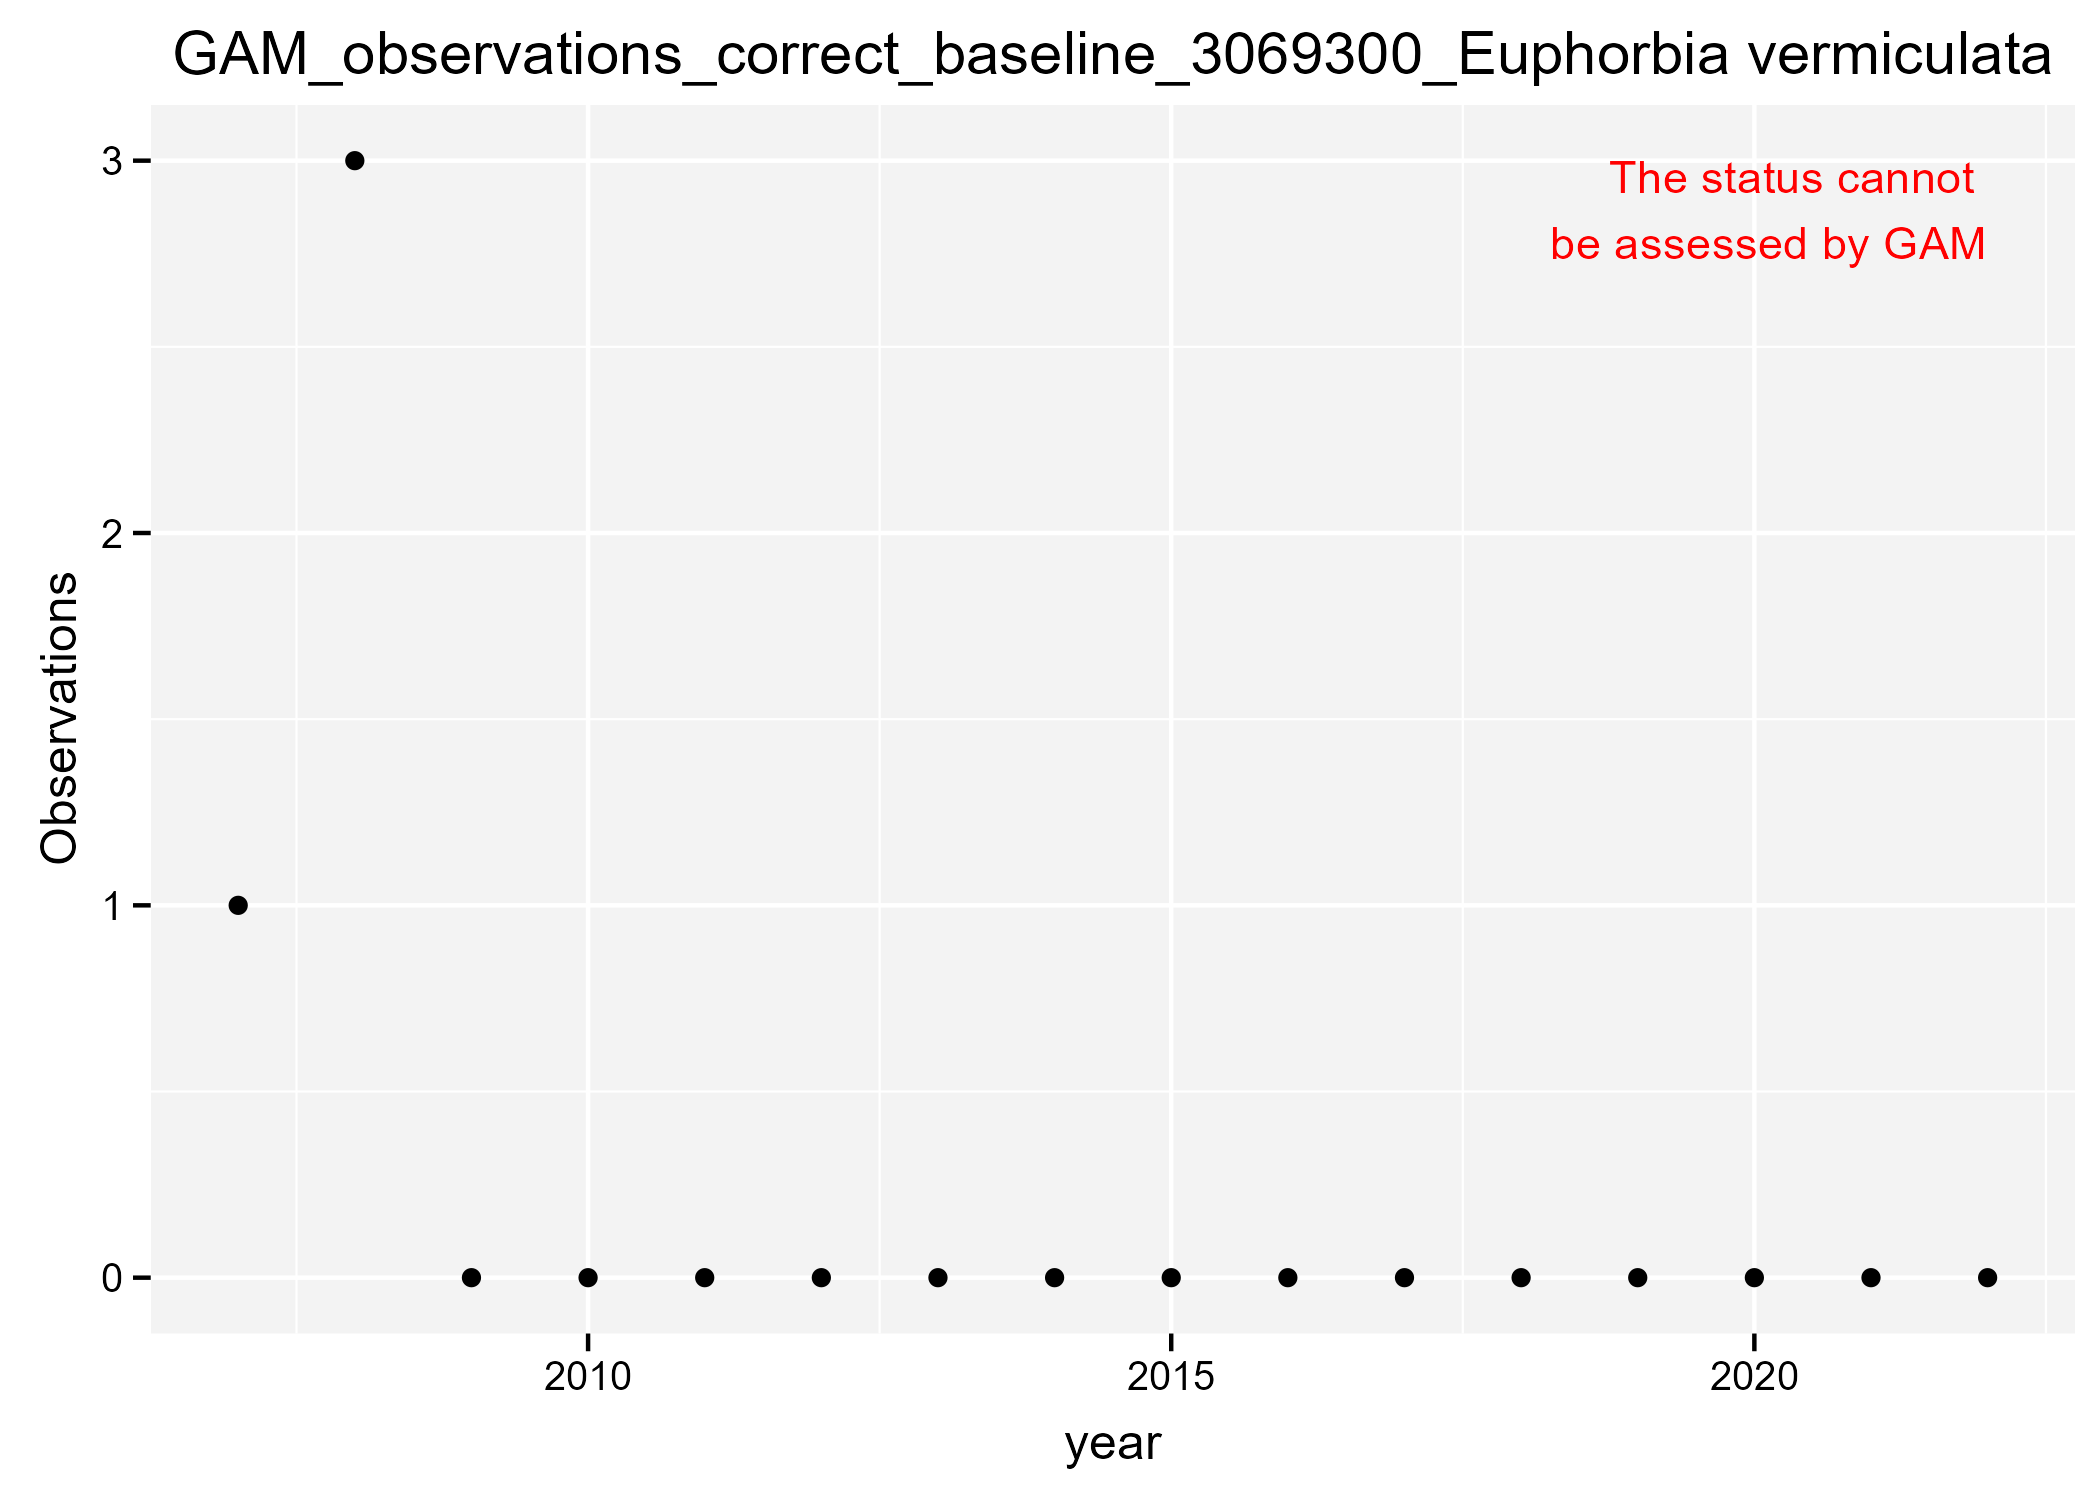 GAM_observations_correct_baseline_3069300_Euphorbia vermiculata
The status cannot
be assessed by GAM
3
2
1
0
Observations
2010
2015
2020
year